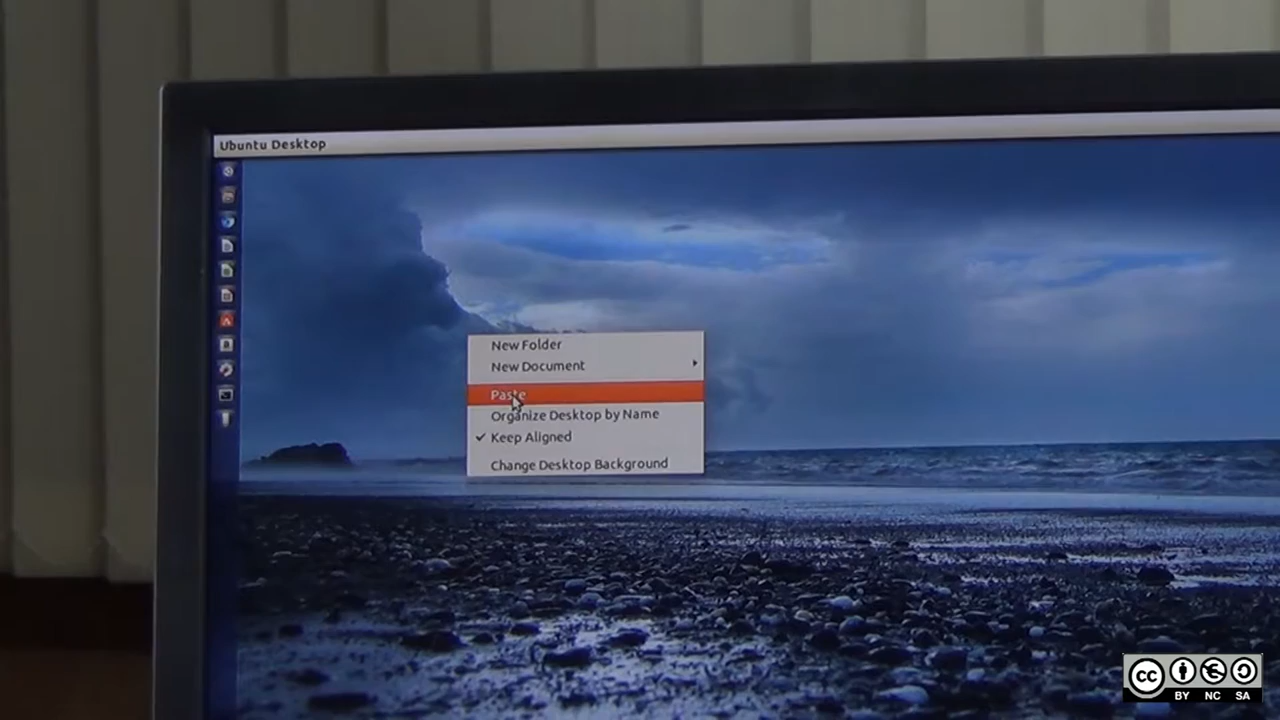 Ubuntu Desktop
New Folder
New Document
Paste
Organize Desktop by Name
Keep Aligned
Change Desktop Background
cc
BY NC SA